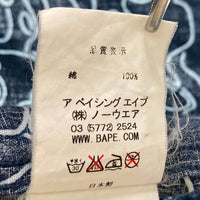 品質表示
綿 100%
ア ベイシング エイプ
(株) ノーウエア
03 (5772) 2524
WWW.BAPE.COM
日本製